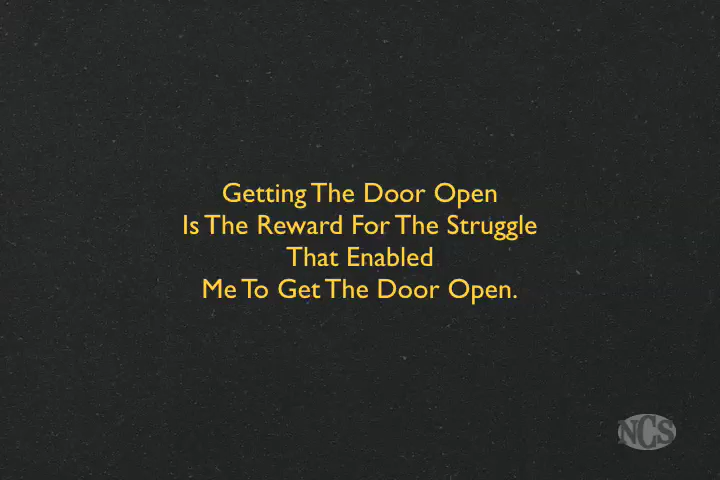 Getting The Door Open
Is The Reward For The Struggle
That Enabled
Me To Get The Door Open.
NCS